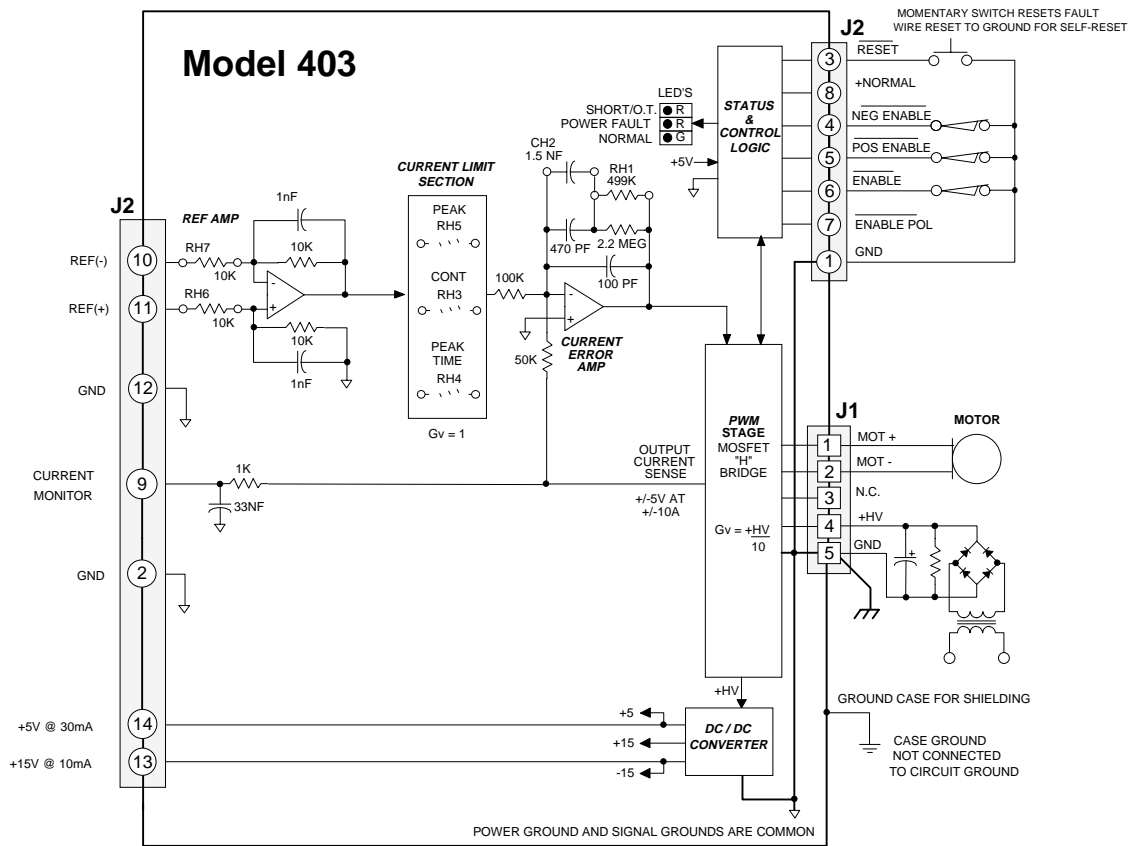 Model 403
MOMENTARY SWITCH RESETS FAULT
WIRE RESET TO GROUND FOR SELF-RESET
J2
3
RESET
8
+NORMAL
4
NEG ENABLE
5
POS ENABLE
6
ENABLE
7
ENABLE POL
1
GND
STATUS
&
CONTROL
LOGIC
+5V
LED'S
SHORT/O.T.
R
POWER FAULT
R
NORMAL
G
J2
10
REF(-)
11
REF(+)
12
GND
9
CURRENT
MONITOR
2
GND
14
+5V @ 30mA
13
+15V @ 10mA
REF AMP
1nF
RH7
10K
10K
-
+
RH6
10K
10K
1nF
CURRENT LIMIT
SECTION
PEAK
RH5
CONT
RH3
PEAK
TIME
RH4
Gv = 1
CH2
1.5 NF
RH1
499K
470 PF
2.2 MEG
100 PF
100K
-
+
50K
CURRENT
ERROR
AMP
1K
33NF
OUTPUT
CURRENT
SENSE
+/-5V AT
+/-10A
PWM
STAGE
MOSFET
"H"
BRIDGE
Gv = +HV
10
J1
1
MOT +
2
MOT -
3
N.C.
4
+HV
5
GND
MOTOR
+
+HV
+5
+15
-15
DC / DC
CONVERTER
GROUND CASE FOR SHIELDING
CASE GROUND
NOT CONNECTED
TO CIRCUIT GROUND
POWER GROUND AND SIGNAL GROUNDS ARE COMMON